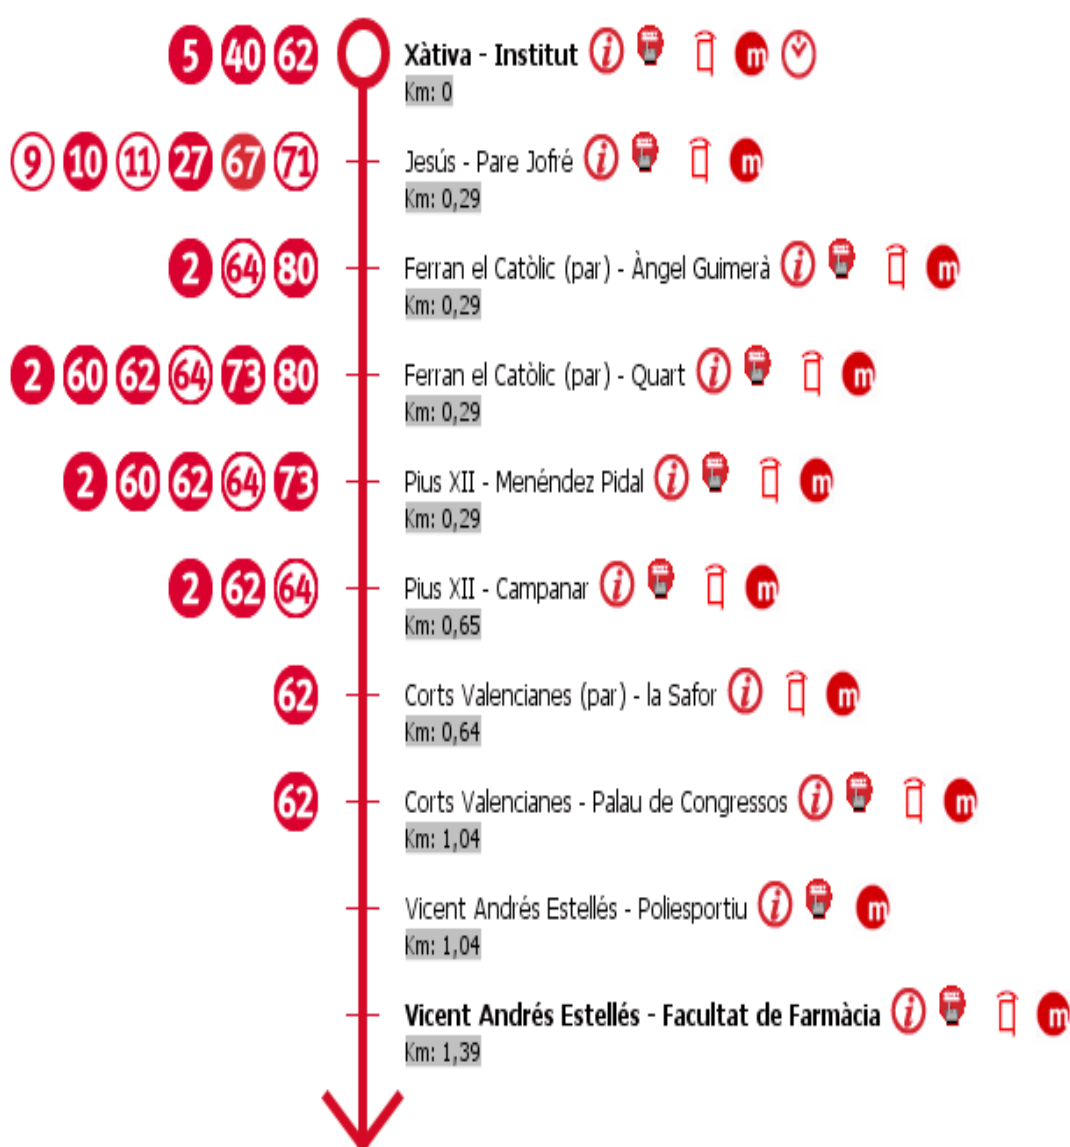 5 40 62 Xàtiva - Institut i m
Km: 0
9 10 11 27 67 71 Jesús - Pare Jofré i m
Km: 0,29
2 64 80 Ferran el Catòlic (par) - Àngel Guimerà i m
Km: 0,29
2 60 62 64 73 80 Ferran el Catòlic (par) - Quart i m
Km: 0,29
2 60 62 64 73 Pius XII - Menéndez Pidal i m
Km: 0,29
2 62 64 Pius XII - Campanar i m
Km: 0,65
62 Corts Valencianes (par) - la Safor i m
Km: 0,64
62 Corts Valencianes - Palau de Congressos i m
Km: 1,04
Vicent Andrés Estellés - Poliesportiu i m
Km: 1,04
Vicent Andrés Estellés - Facultat de Farmàcia i m
Km: 1,39